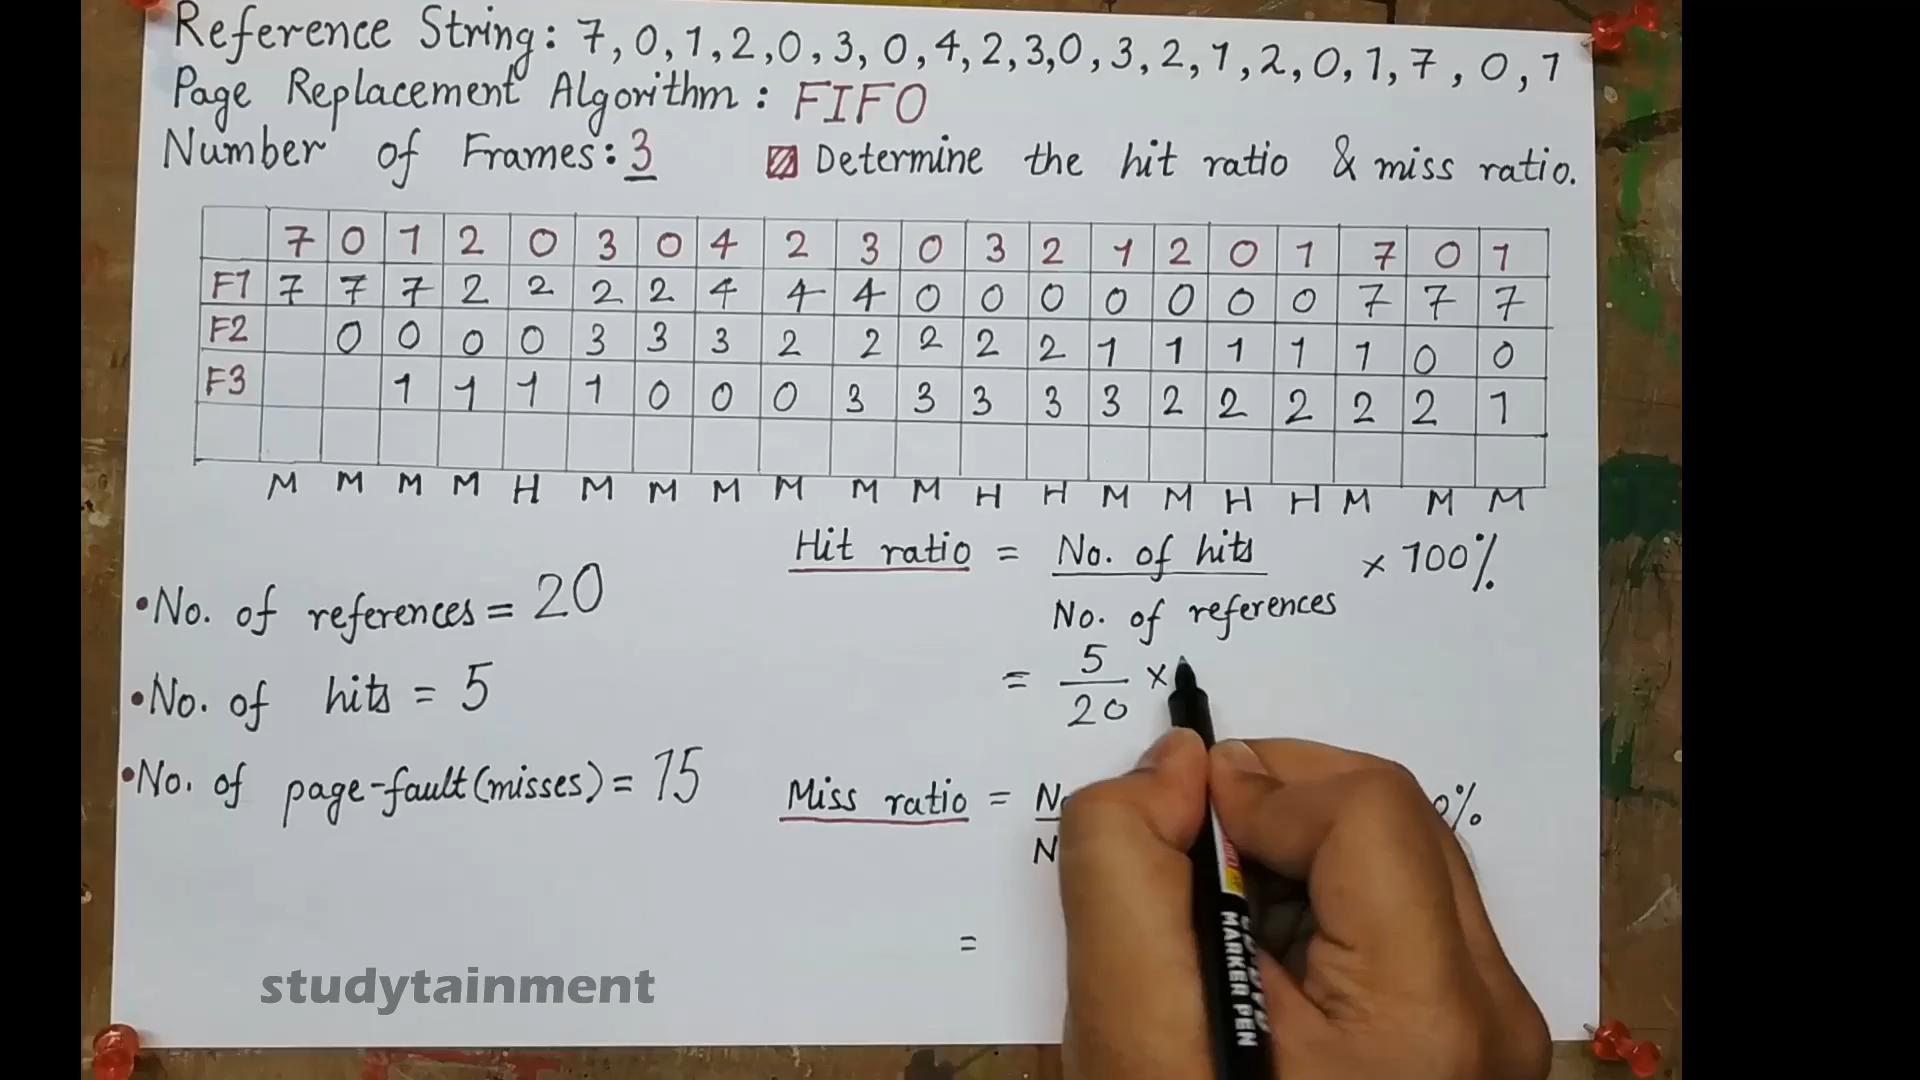 Reference String: 7, 0, 1, 2, 0, 3, 0, 4, 2, 3, 0, 3, 2, 1, 2, 0, 1, 7, 0, 1
Page Replacement Algorithm: FIFO
Number of Frames: 3 Determine the hit ratio & miss ratio.
7 0 1 2 0 3 0 4 2 3 0 3 2 1 2 0 1 7 0 1
F1 7 7 7 2 2 2 2 4 4 4 0 0 0 0 0 0 0 7 7 7
F2 0 0 0 0 3 3 3 2 2 2 2 2 1 1 1 1 1 0 0
F3 1 1 1 1 0 0 0 3 3 3 3 3 2 2 2 2 2 1
M M M M H M M M M M M H H M M H H M M M
•No. of references = 20
•No. of hits = 5
•No. of page-fault(misses) = 15
Hit ratio = No. of hits × 100%
No. of references
= 5 ×
20
Miss ratio =
%
=
MARKER PEN
studytainment